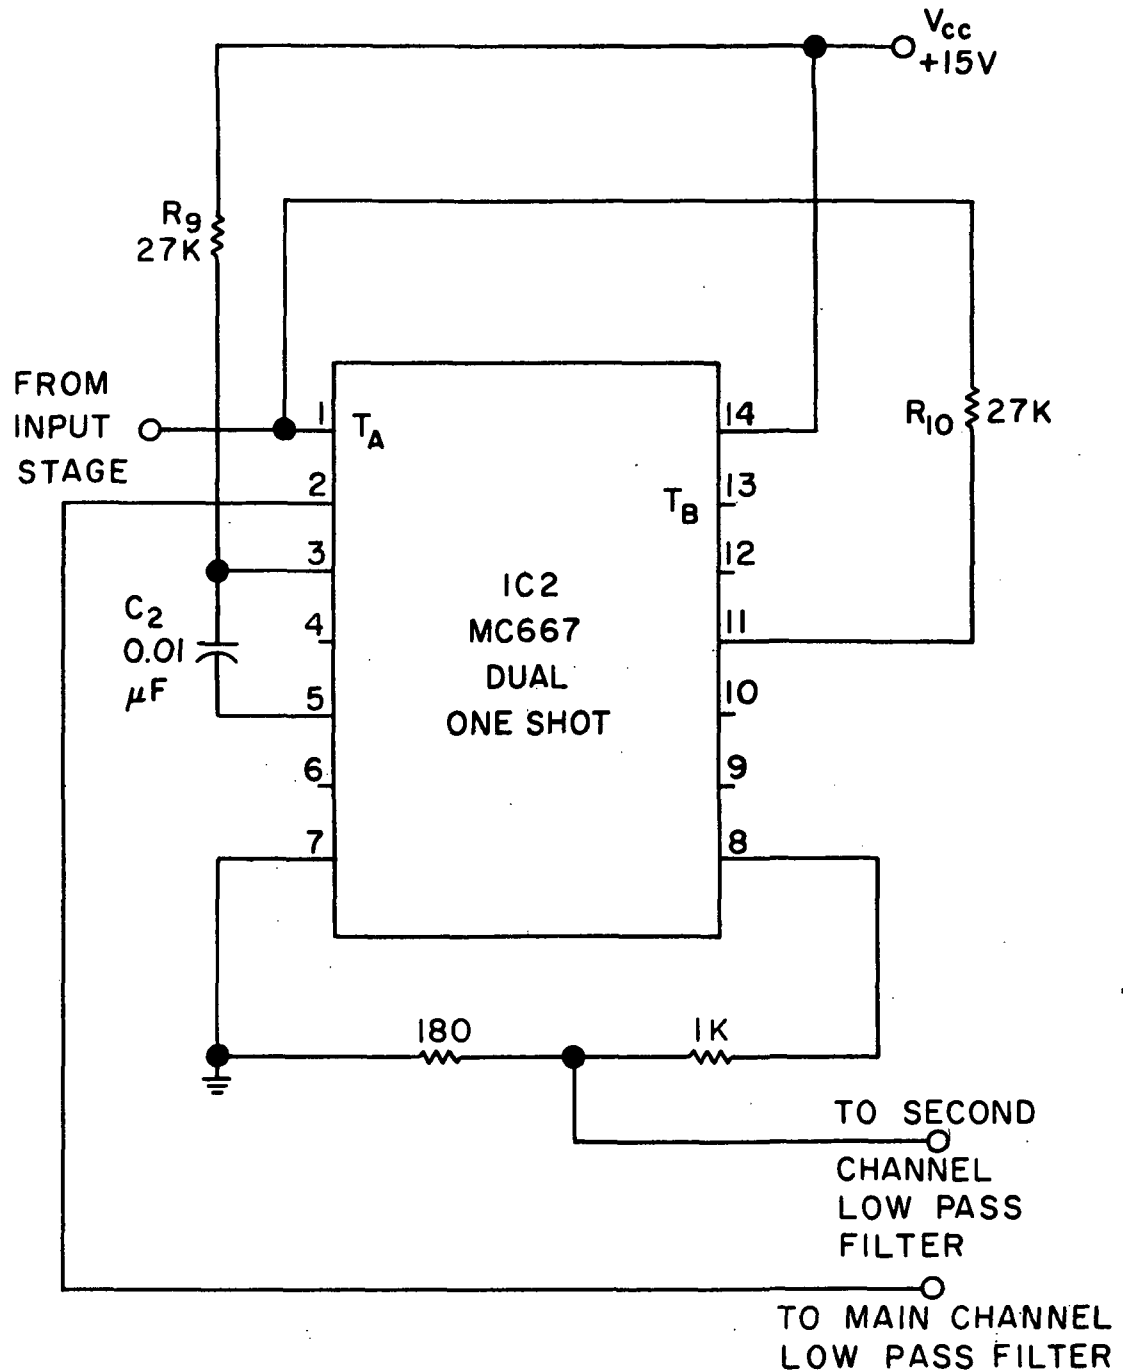 Vcc
+15V
R9
27K
FROM
INPUT
STAGE
R10
27K
1
TA
14
2
13
TB
3
12
IC2
MC667
DUAL
ONE SHOT
C2
0.01
µF
4
11
5
10
6
9
7
8
180
1K
TO SECOND
CHANNEL
LOW PASS
FILTER
TO MAIN CHANNEL
LOW PASS FILTER